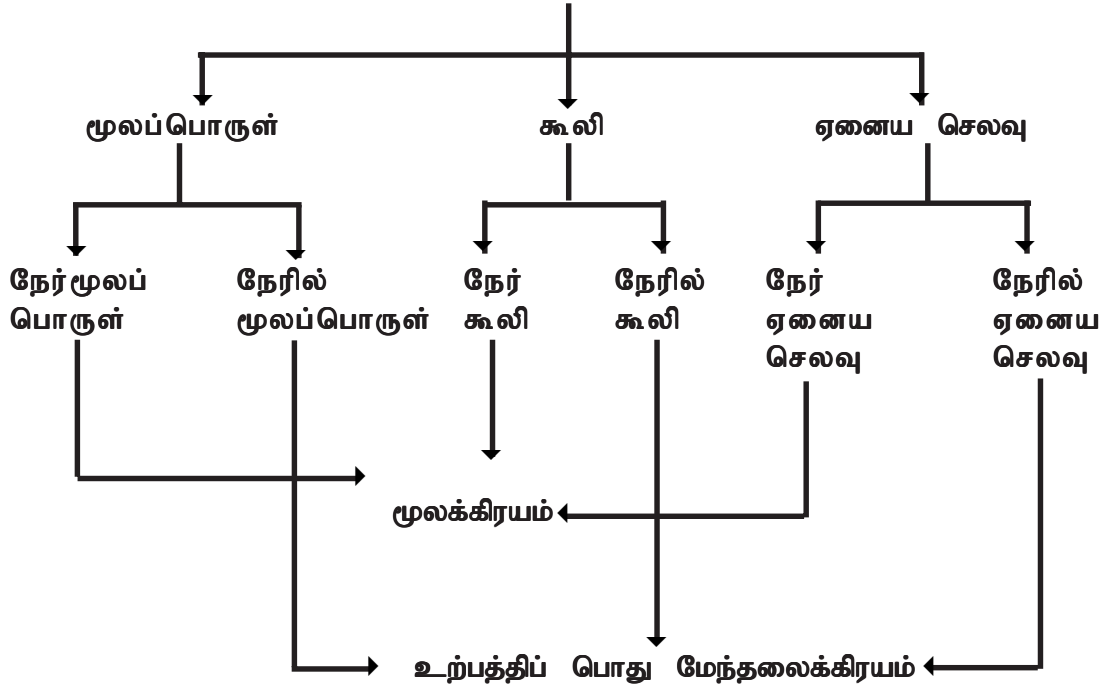 மூலப்பொருள்
கூலி
ஏனைய செலவு
நேர்மூலப்
பொருள்
நேரில்
மூலப்பொருள்
நேர்
கூலி
நேரில்
கூலி
நேர்
ஏனைய
செலவு
நேரில்
ஏனைய
செலவு
மூலக்கிரயம்
உற்பத்திப் பொது மேந்தலைக்கிரயம்